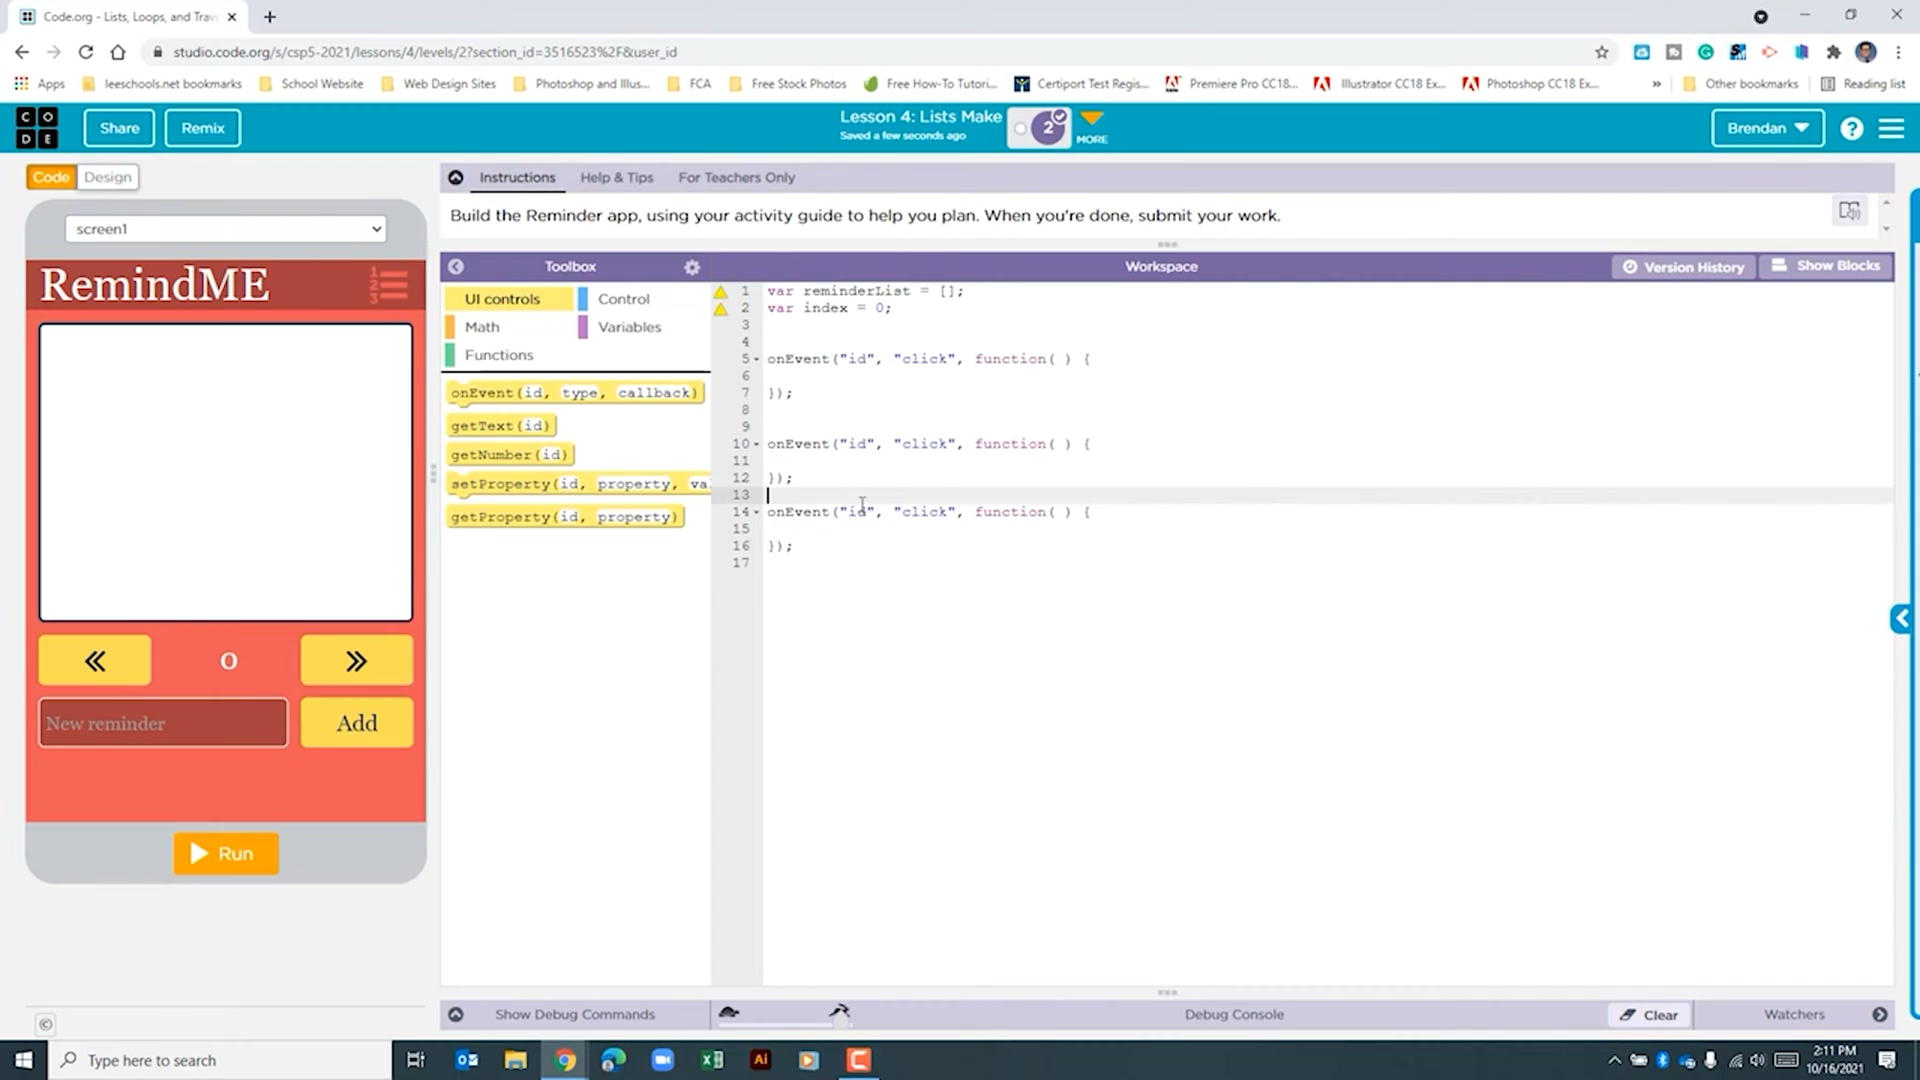 Code.org - Lists, Loops, and Trav
studio.code.org/s/csp5-2021/lessons/4/levels/2?section_id=3516523%2F&user_id
Apps
leeschools.net bookmarks
School Website
Web Design Sites
Photoshop and Illus...
FCA
Free Stock Photos
Free How-To Tutori...
Certiport Test Regis...
Premiere Pro CC18...
Illustrator CC18 Ex...
Photoshop CC18 Ex...
»
Other bookmarks
Reading list
C O
D E
Share
Remix
Lesson 4: Lists Make
Saved a few seconds ago
2
MORE
Brendan
?
Code
Design
Instructions
Help & Tips
For Teachers Only
screen1
Build the Reminder app, using your activity guide to help you plan. When you're done, submit your work.
RemindME
1
2
3
Toolbox
Workspace
Version History
Show Blocks
UI controls
Control
Math
Variables
Functions
onEvent(id, type, callback)
getText(id)
getNumber(id)
setProperty(id, property, va
getProperty(id, property)
1 var reminderList = [];
2 var index = 0;
3
4
5 onEvent("id", "click", function( ) {
6
7 });
8
9
10 onEvent("id", "click", function( ) {
11
12 });
13
14 onEvent("id", "click", function( ) {
15
16 });
17
0
New reminder
Add
Run
©
Show Debug Commands
Debug Console
Clear
Watchers
Type here to search
Ai
2:11 PM
10/16/2021